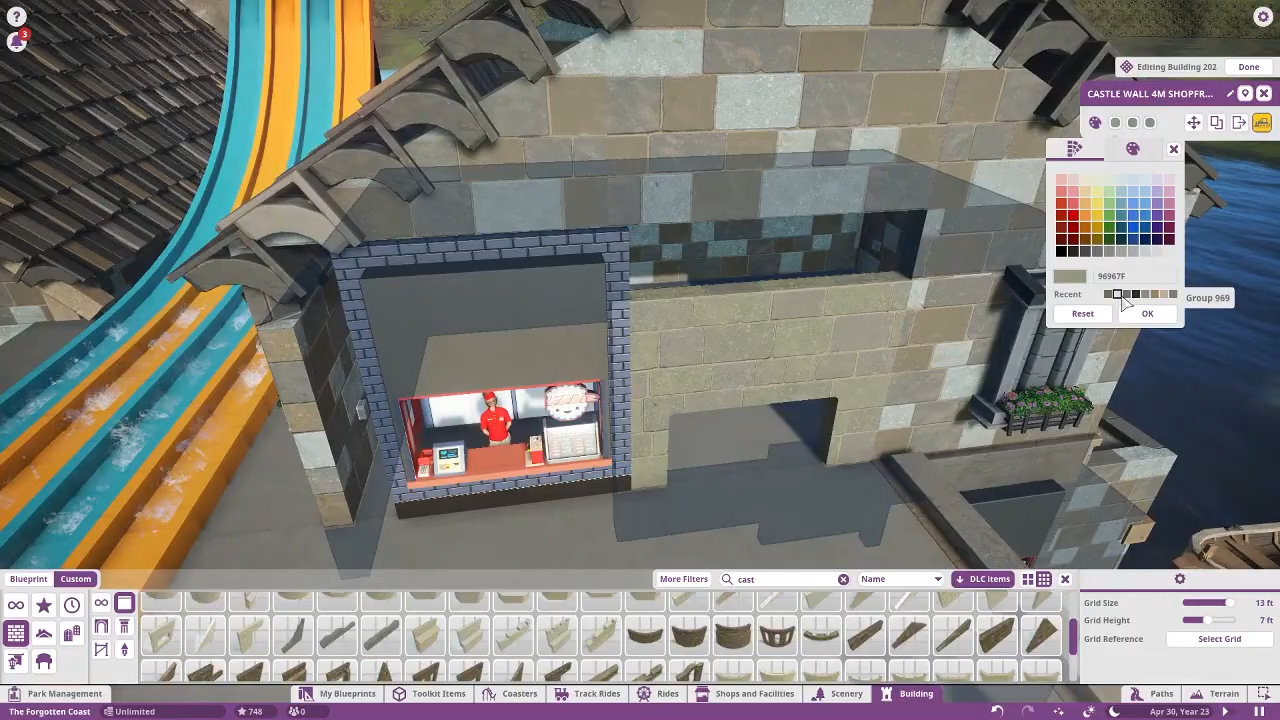 ?
3
Editing Building 202
Done
CASTLE WALL 4M SHOPFR...
96967F
Recent
Group 969
Reset
OK
Blueprint
Custom
More Filters
cast
Name
DLC items
Grid Size
13 ft
Grid Height
7 ft
Grid Reference
Select Grid
Park Management
My Blueprints
Toolkit Items
Coasters
Track Rides
Rides
Shops and Facilities
Scenery
Building
Paths
Terrain
The Forgotten Coast
Unlimited
748
0
Apr 30, Year 23